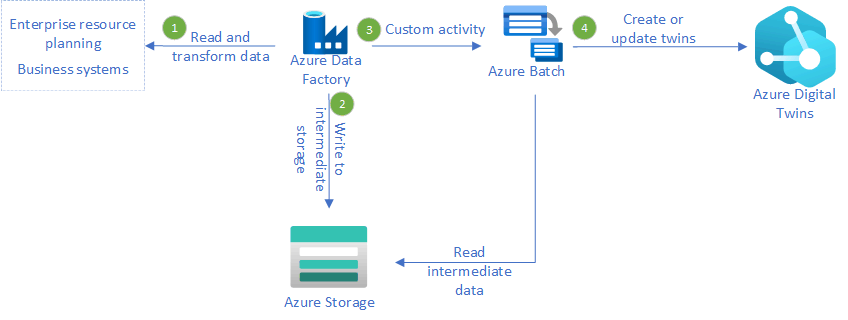 Enterprise resource
planning
Business systems
1
Read and
transform data
Azure Data
Factory
3
Custom activity
Azure Batch
4
Create or
update twins
Azure Digital
Twins
2
Write to
intermediate
storage
Read
intermediate
data
Azure Storage